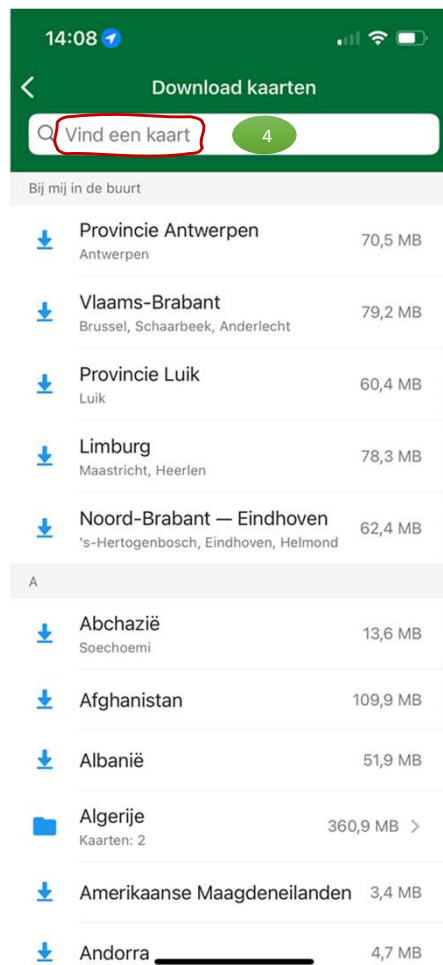 14:08
Download kaarten
Vind een kaart
4
Bij mij in de buurt
Provincie Antwerpen
70,5 MB
Antwerpen
Vlaams-Brabant
79,2 MB
Brussel, Schaarbeek, Anderlecht
Provincie Luik
60,4 MB
Luik
Limburg
78,3 MB
Maastricht, Heerlen
Noord-Brabant — Eindhoven
62,4 MB
's-Hertogenbosch, Eindhoven, Helmond
A
Abchazië
13,6 MB
Soechoemi
Afghanistan
109,9 MB
Albanië
51,9 MB
Algerije
360,9 MB
Kaarten: 2
Amerikaanse Maagdeneilanden
3,4 MB
Andorra
4,7 MB